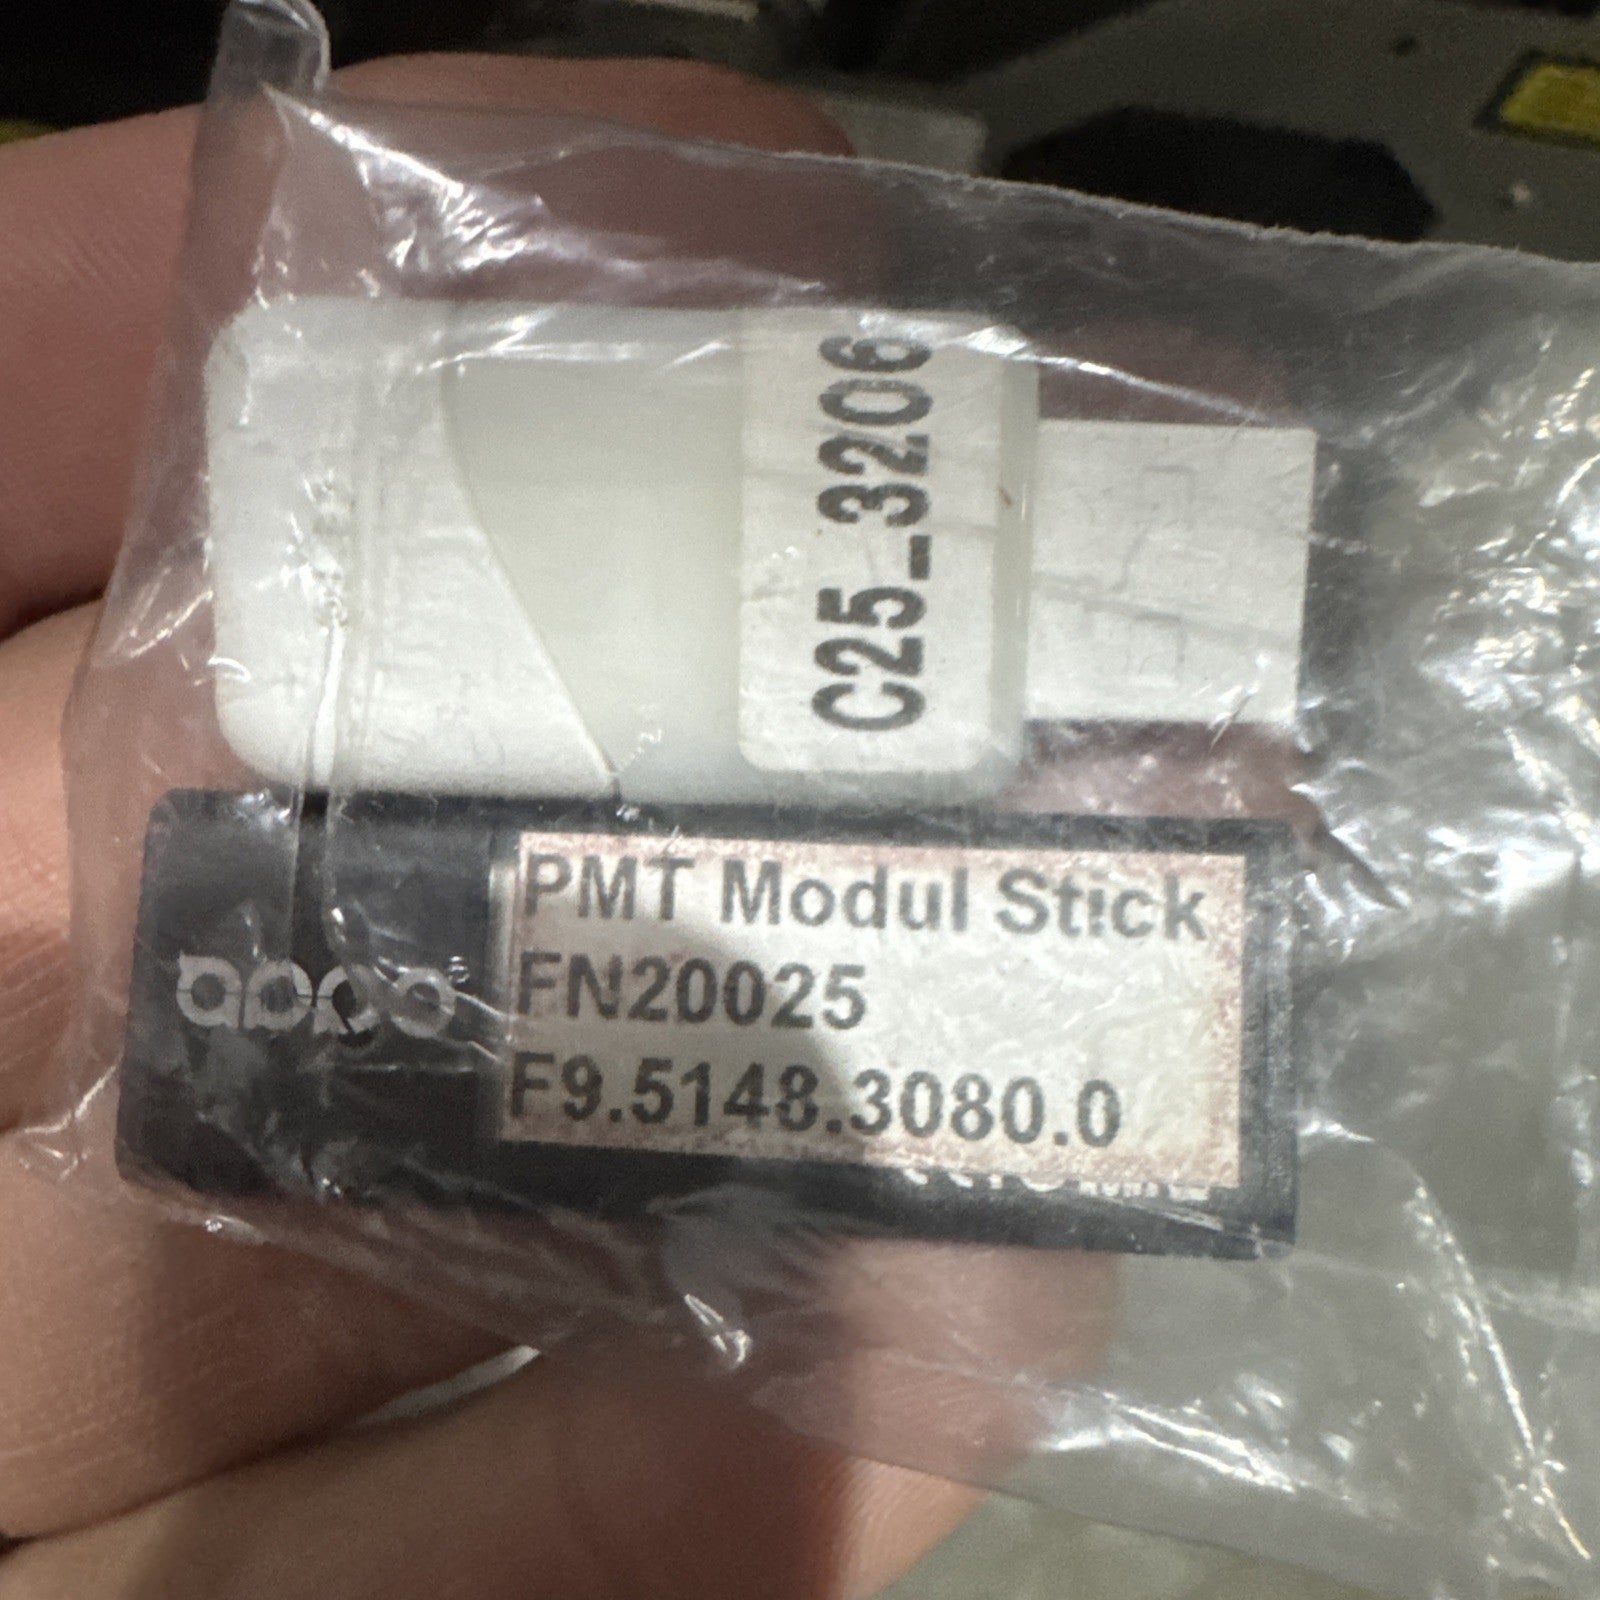 C25_3206
PMT Modul Stick
FN20025
F9.5148.3080.0